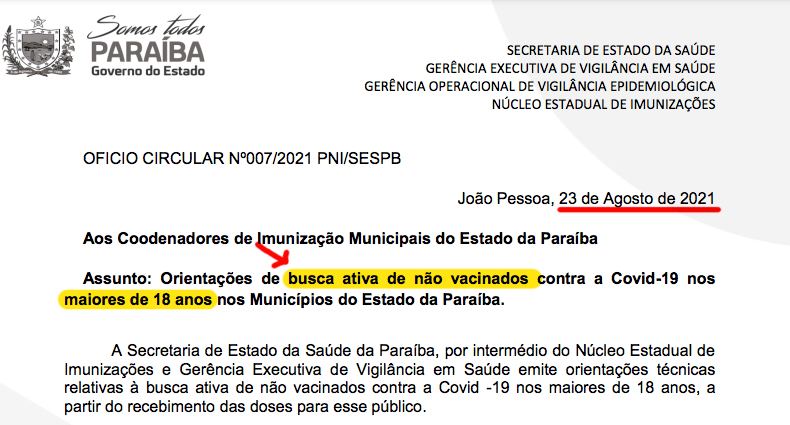 Somos todos
PARAÍBA
Governo do Estado
SECRETARIA DE ESTADO DA SAÚDE
GERÊNCIA EXECUTIVA DE VIGILÂNCIA EM SAÚDE
GERÊNCIA OPERACIONAL DE VIGILÂNCIA EPIDEMIOLÓGICA
NÚCLEO ESTADUAL DE IMUNIZAÇÕES
OFICIO CIRCULAR Nº007/2021 PNI/SESPB
João Pessoa, 23 de Agosto de 2021
Aos Coodenadores de Imunização Municipais do Estado da Paraíba
Assunto: Orientações de busca ativa de não vacinados contra a Covid-19 nos
maiores de 18 anos nos Municípios do Estado da Paraíba.
A Secretaria de Estado da Saúde da Paraíba, por intermédio do Núcleo Estadual de
Imunizações e Gerência Executiva de Vigilância em Saúde emite orientações técnicas
relativas à busca ativa de não vacinados contra a Covid -19 nos maiores de 18 anos, a
partir do recebimento das doses para esse público.